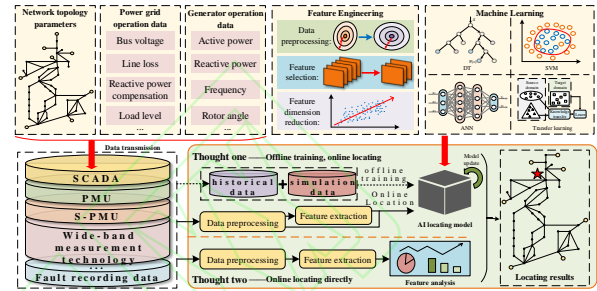 Network topology
parameters
Power grid
operation data
Bus voltage
Line loss
Reactive power
compensation
Load level
...
Generator operation
data
Active power
Reactive power
Frequency
Rotor angle
...
Feature Engineering
Data
preprocessing:
Feature
selection:
Feature
dimension
reduction:
Machine Learning
DT
SVM
ANN
Source
domain
Target
domain
Transfer learning
Data transmission
SCADA
PMU
S-PMU
Wide-band
measurement
technology
...
Fault recording data
Thought one——Offline training, online locating
historical
data
+
simulation
data
offline
training
Online
Location
Data preprocessing
Feature extraction
AI locating model
Model
update
Data preprocessing
Feature extraction
Feature analysis
Thought two——Online locating directly
Locating results